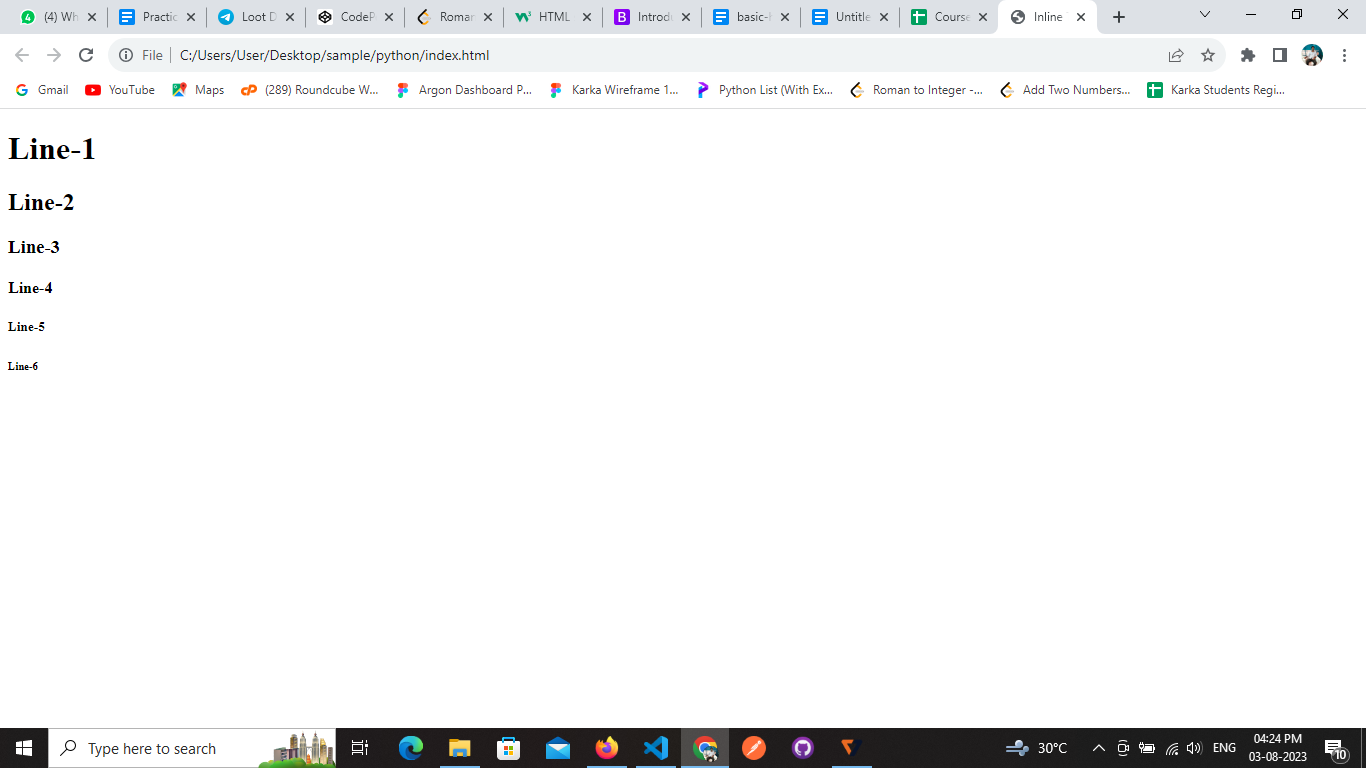 (4) Wh Practic Loot D CodeP Roman HTML Introdu basic-h Untitle Course Inline
File C:/Users/User/Desktop/sample/python/index.html
Gmail YouTube Maps (289) Roundcube W... Argon Dashboard P... Karka Wireframe 1... Python List (With Ex... Roman to Integer -... Add Two Numbers... Karka Students Regi...
Line-1
Line-2
Line-3
Line-4
Line-5
Line-6
Type here to search 30°C ENG 04:24 PM
03-08-2023 10